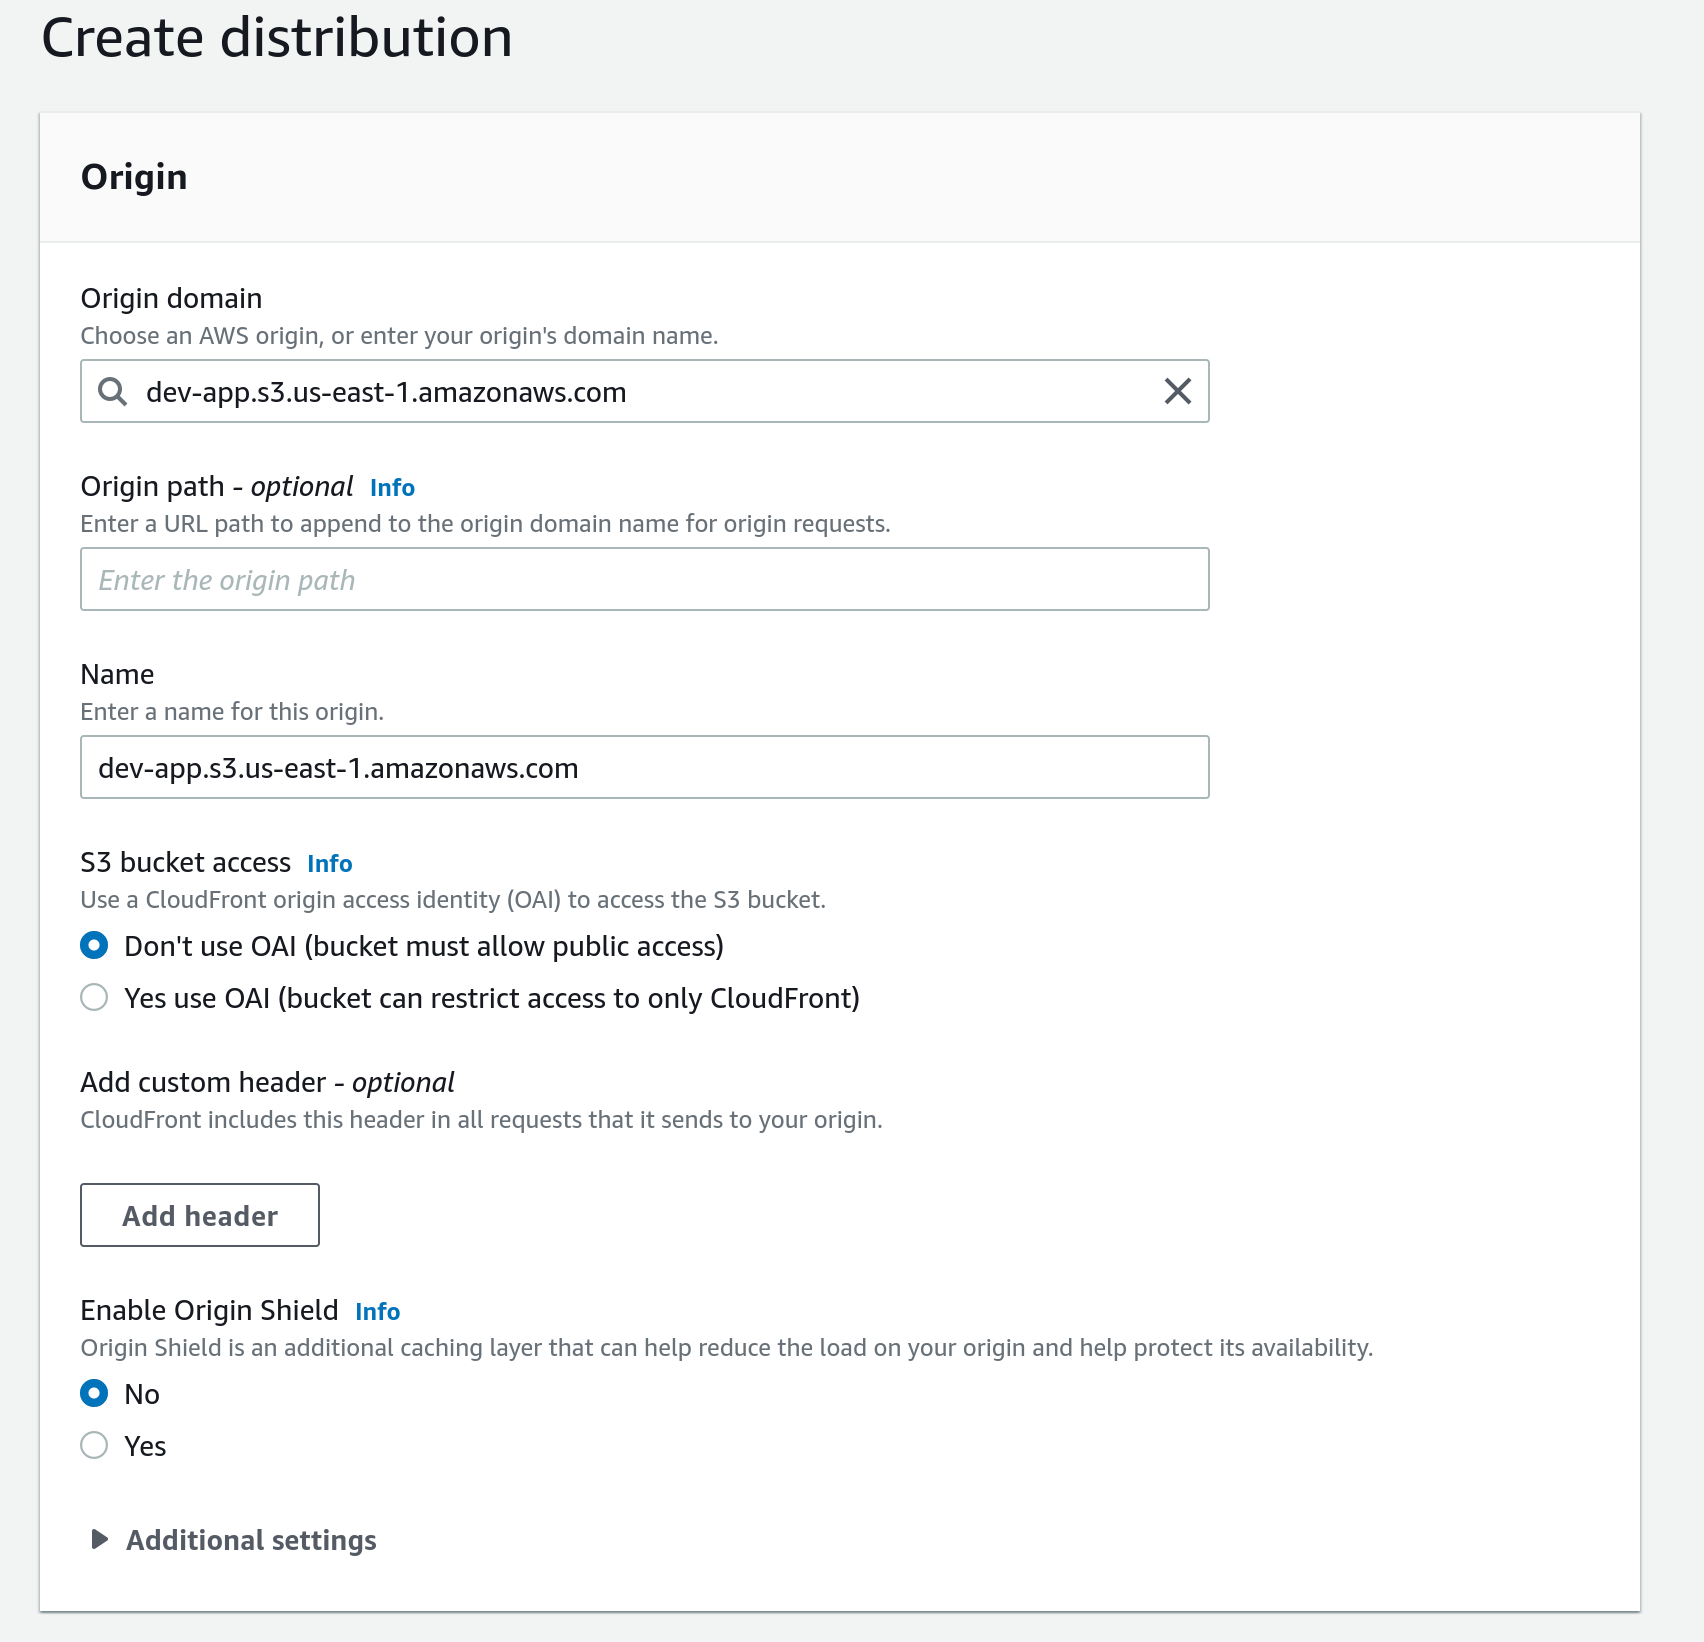 Create distribution
Origin
Origin domain
Choose an AWS origin, or enter your origin's domain name.
dev-app.s3.us-east-1.amazonaws.com
Origin path - optional Info
Enter a URL path to append to the origin domain name for origin requests.
Enter the origin path
Name
Enter a name for this origin.
dev-app.s3.us-east-1.amazonaws.com
S3 bucket access Info
Use a CloudFront origin access identity (OAI) to access the S3 bucket.
Don't use OAI (bucket must allow public access)
Yes use OAI (bucket can restrict access to only CloudFront)
Add custom header - optional
CloudFront includes this header in all requests that it sends to your origin.
Add header
Enable Origin Shield Info
Origin Shield is an additional caching layer that can help reduce the load on your origin and help protect its availability.
No
Yes
Additional settings